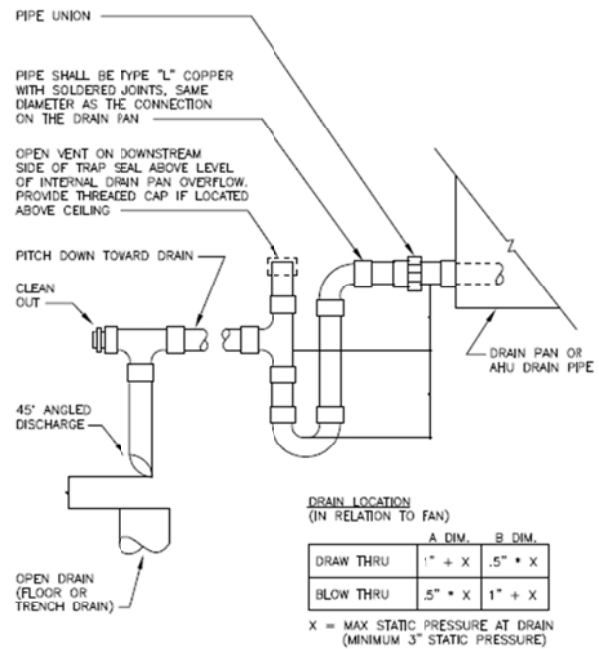 PIPE UNION
PIPE SHALL BE TYPE "L" COPPER
WITH SOLDERED JOINTS, SAME
DIAMETER AS THE CONNECTION
ON THE DRAIN PAN
OPEN VENT ON DOWNSTREAM
SIDE OF TRAP SEAL ABOVE LEVEL
OF INTERNAL DRAIN PAN OVERFLOW.
PROVIDE THREADED CAP IF LOCATED
ABOVE CEILING
PITCH DOWN TOWARD DRAIN
CLEAN
OUT
DRAIN PAN OR
AHU DRAIN PIPE
45° ANGLED
DISCHARGE
OPEN DRAIN
(FLOOR OR
TRENCH DRAIN)
DRAIN LOCATION
(IN RELATION TO FAN)
A DIM. B DIM.
DRAW THRU 1" + X .5" * X
BLOW THRU .5" * X 1" + X
X = MAX STATIC PRESSURE AT DRAIN
(MINIMUM 3" STATIC PRESSURE)